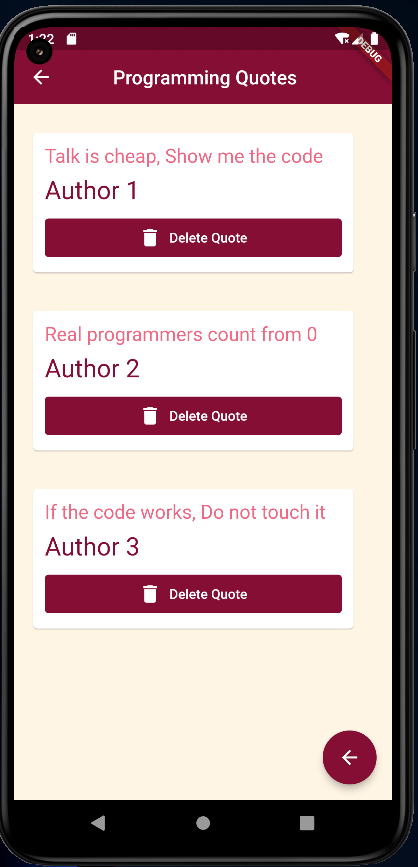 1:22
DEBUG
Programming Quotes
Talk is cheap, Show me the code
Author 1
Delete Quote
Real programmers count from 0
Author 2
Delete Quote
If the code works, Do not touch it
Author 3
Delete Quote